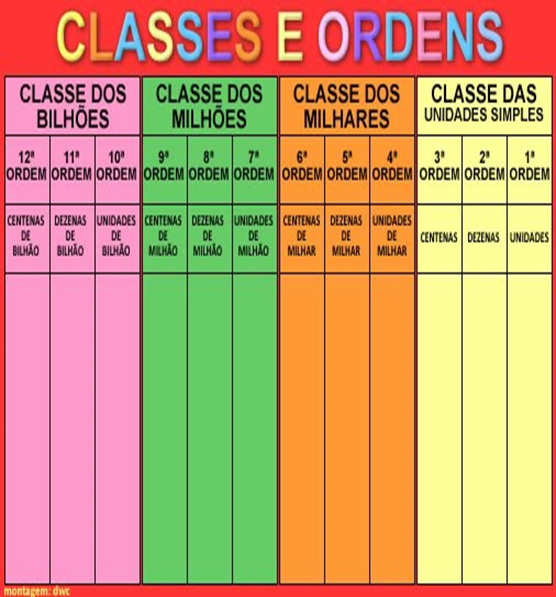 CLASSES E ORDENS
CLASSE DOS
BILHÕES
CLASSE DOS
MILHÕES
CLASSE DOS
MILHARES
CLASSE DAS
UNIDADES SIMPLES
12ª
ORDEM
11ª
ORDEM
10ª
ORDEM
9ª
ORDEM
8ª
ORDEM
7ª
ORDEM
6ª
ORDEM
5ª
ORDEM
4ª
ORDEM
3ª
ORDEM
2ª
ORDEM
1ª
ORDEM
CENTENAS
DE
BILHÃO
DEZENAS
DE
BILHÃO
UNIDADES
DE
BILHÃO
CENTENAS
DE
MILHÃO
DEZENAS
DE
MILHÃO
UNIDADES
DE
MILHÃO
CENTENAS
DE
MILHAR
DEZENAS
DE
MILHAR
UNIDADES
DE
MILHAR
CENTENAS
DEZENAS
UNIDADES
montagem: dwc